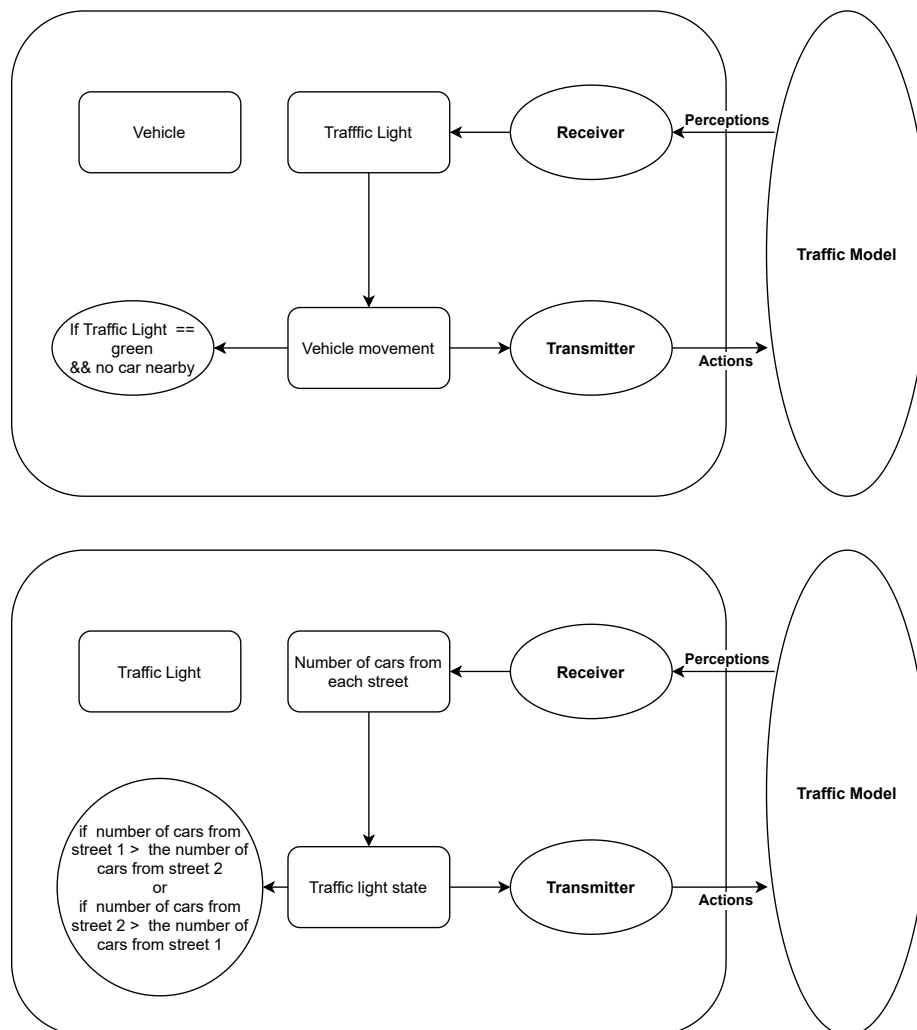 Vehicle
Trafffic Light
Receiver
Perceptions
Traffic Model
If Traffic Light  ==
green
&& no car nearby
Vehicle movement
Transmitter
Actions
Traffic Light
Number of cars from
each street
Receiver
Perceptions
Traffic Model
if  number of cars from
street 1 >  the number of
cars from street 2
or
if  number of cars from
street 2 >  the number of
cars from street 1
Traffic light state
Transmitter
Actions